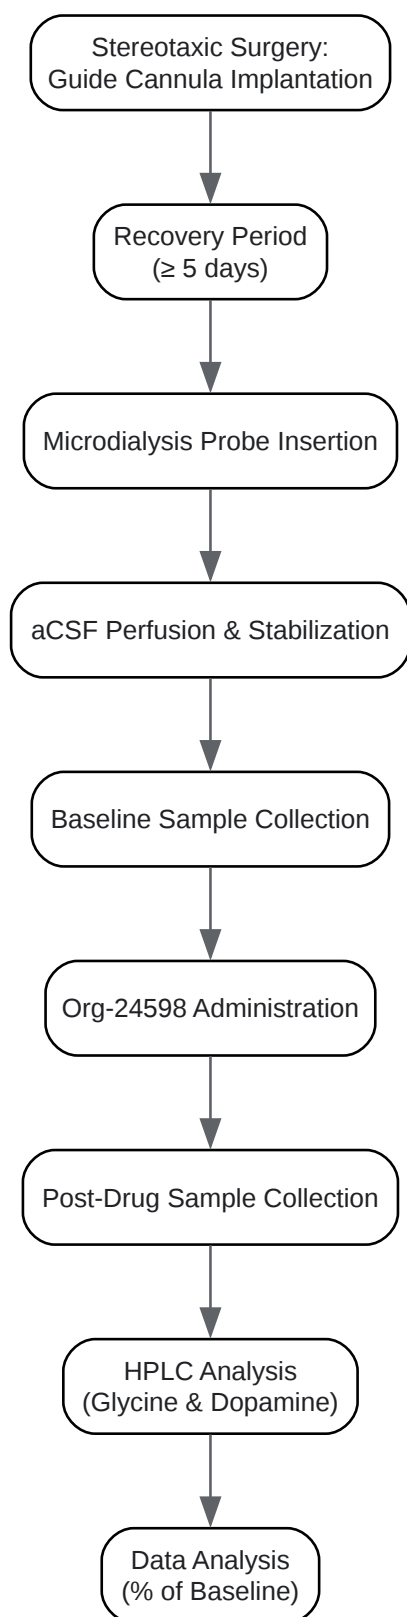 Stereotaxic Surgery:
Guide Cannula Implantation
Recovery Period
(≥ 5 days)
Microdialysis Probe Insertion
aCSF Perfusion & Stabilization
Baseline Sample Collection
Org-24598 Administration
Post-Drug Sample Collection
HPLC Analysis
(Glycine & Dopamine)
Data Analysis
(% of Baseline)